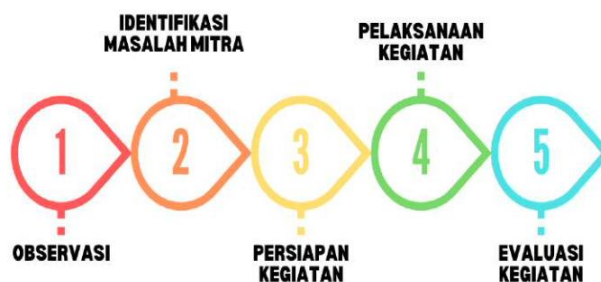 1
OBSERVASI
2
IDENTIFIKASI
MASALAH MITRA
3
PERSIAPAN
KEGIATAN
4
PELAKSANAAN
KEGIATAN
5
EVALUASI
KEGIATAN